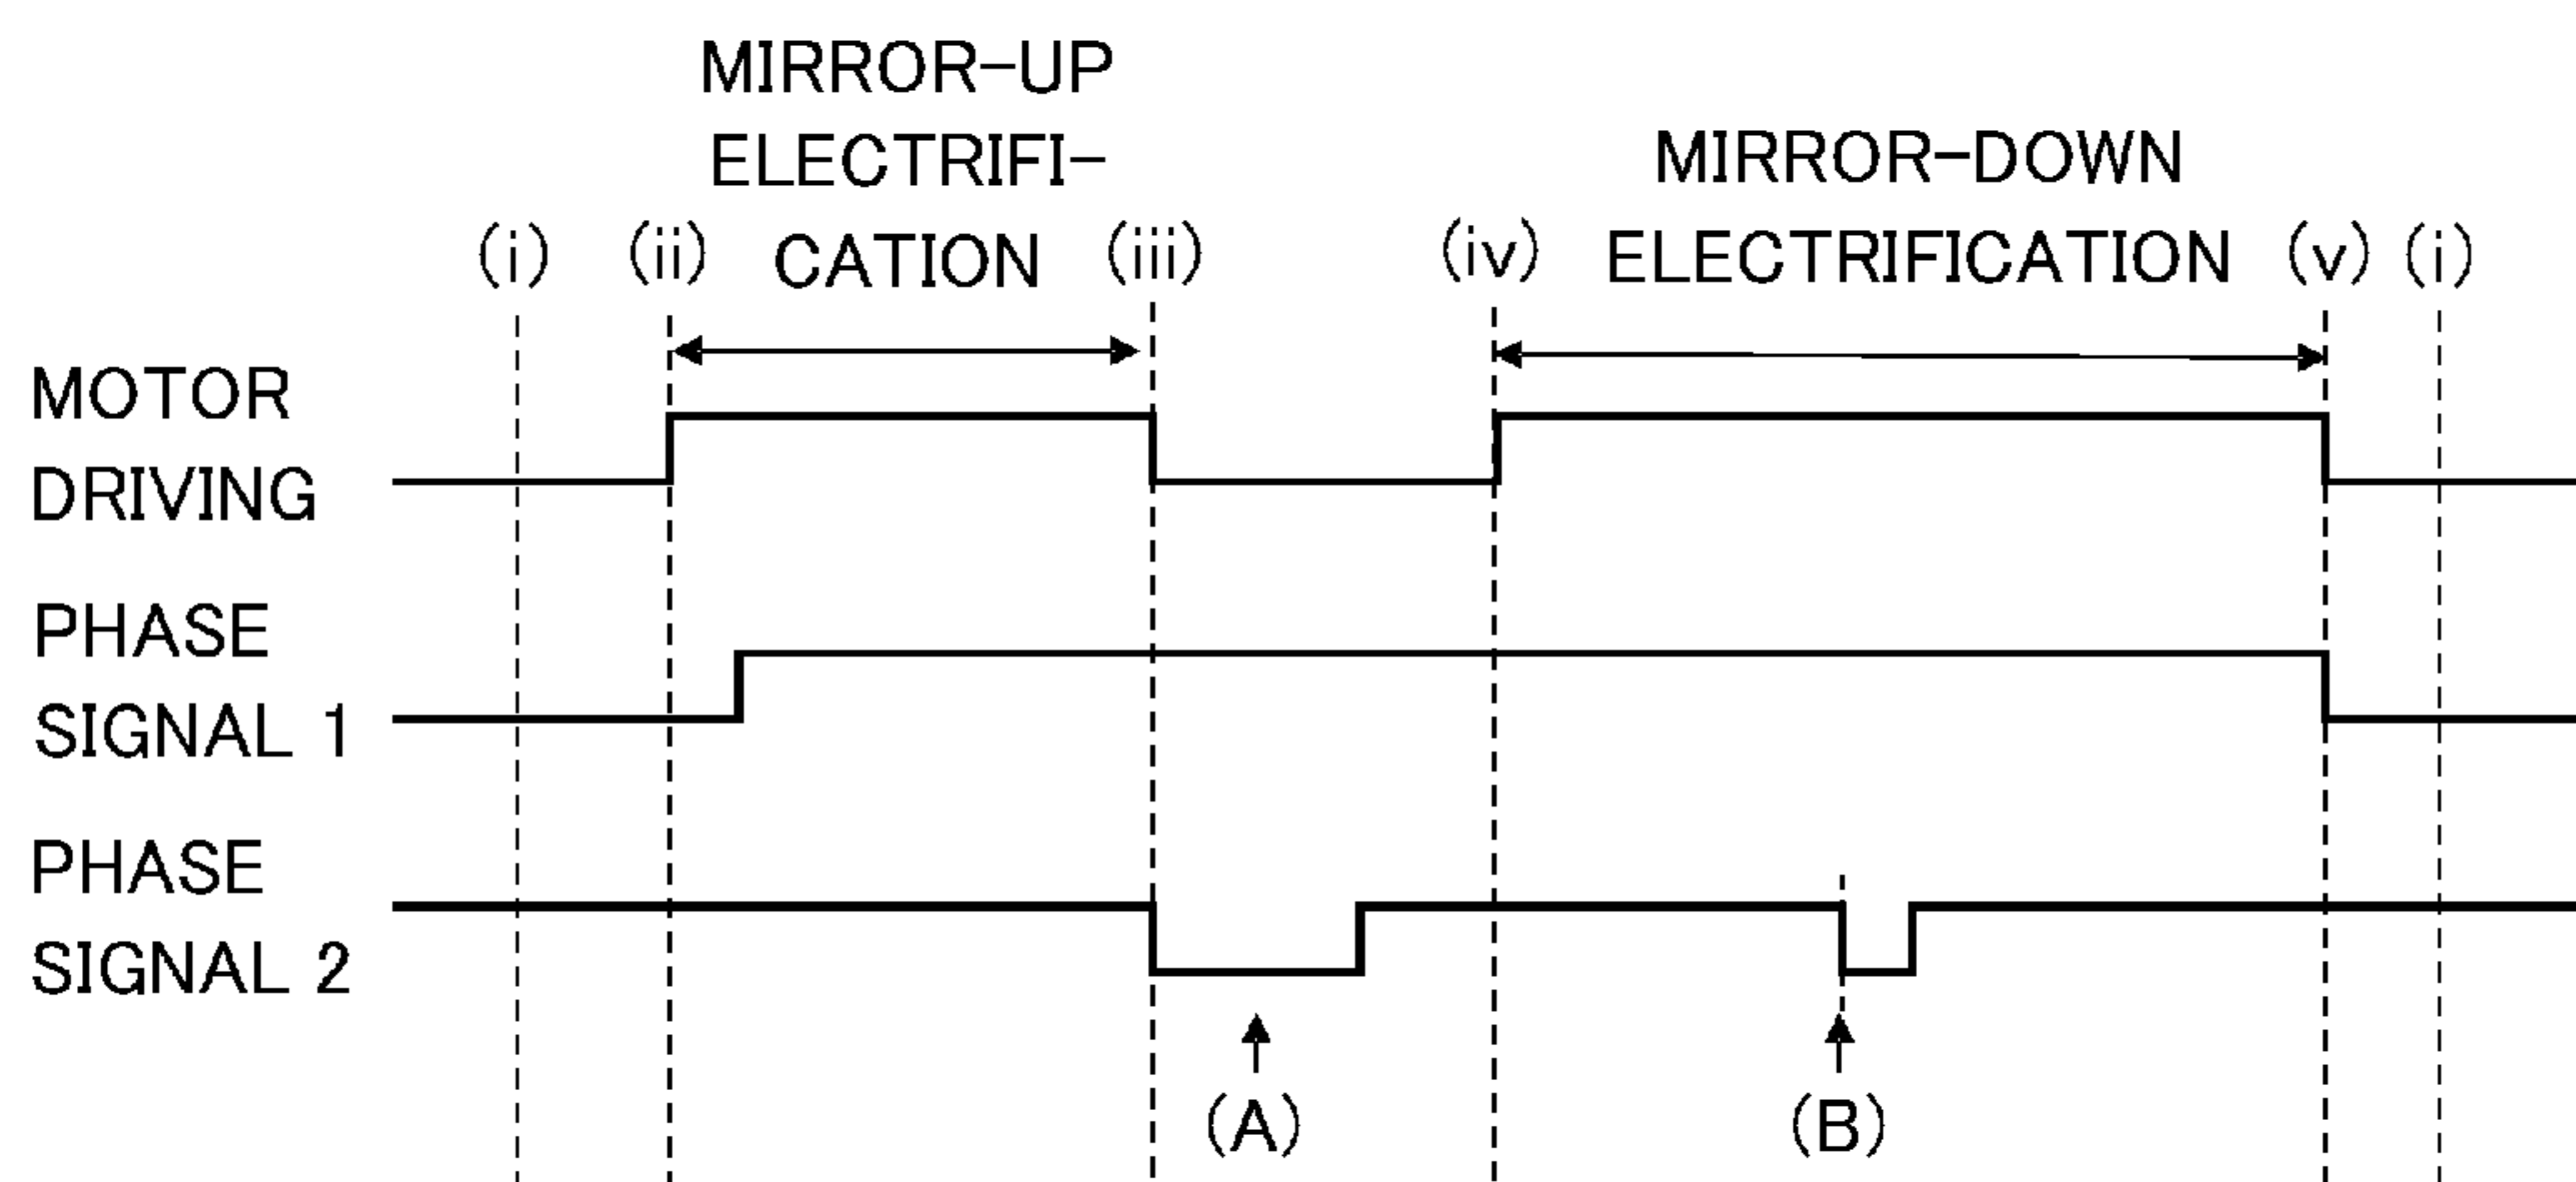 MIRROR-UP
ELECTRIFI-
CATION
MIRROR-DOWN
ELECTRIFICATION
(i)
(ii)
(iii)
(iv)
(v)
(i)
MOTOR
DRIVING
PHASE
SIGNAL 1
PHASE
SIGNAL 2
(A)
(B)